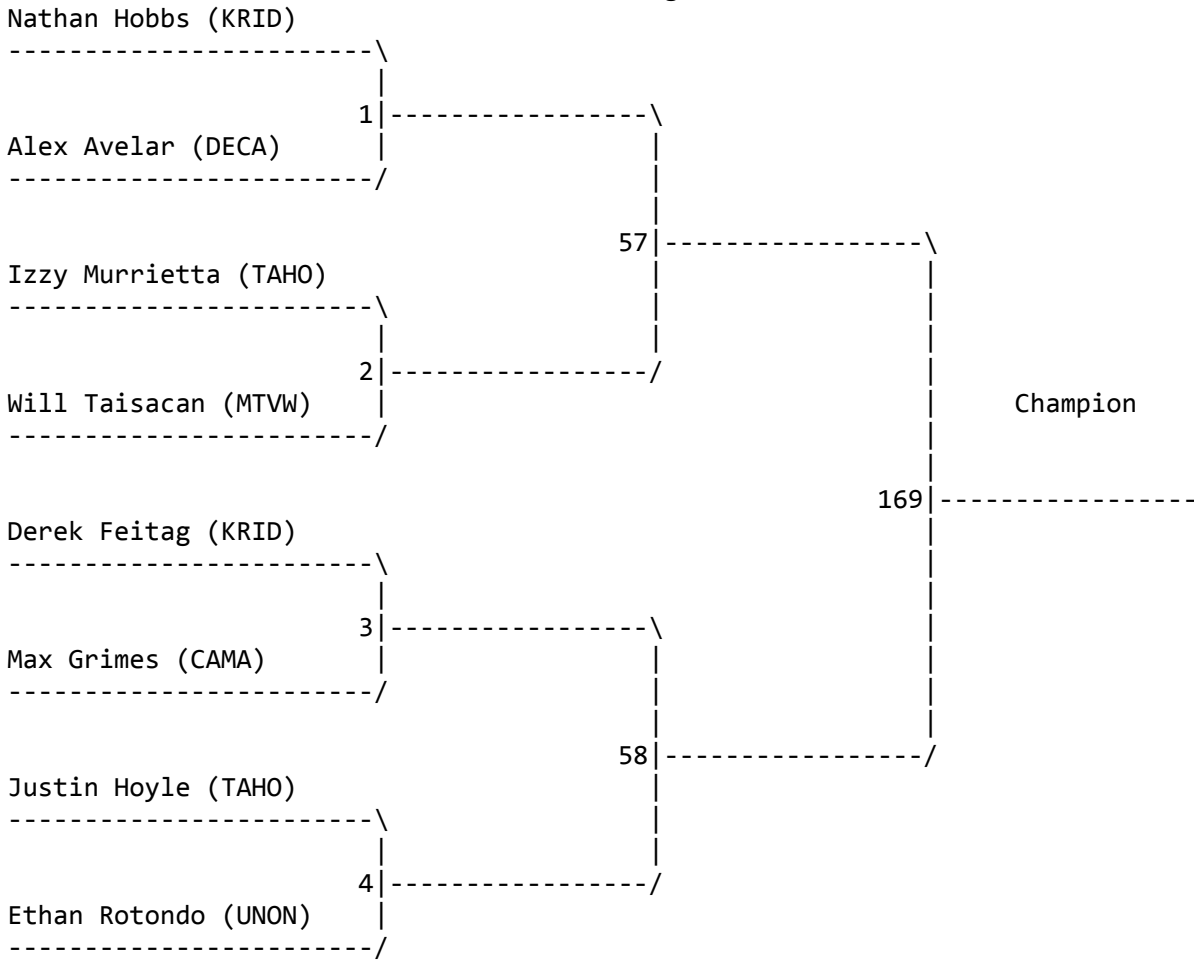 Nathan Hobbs (KRID)
1
Alex Avelar (DECA)
57
Izzy Murrietta (TAHO)
2
Will Taisacan (MTVW)
Champion
169
Derek Feitag (KRID)
3
Max Grimes (CAMA)
58
Justin Hoyle (TAHO)
4
Ethan Rotondo (UNON)